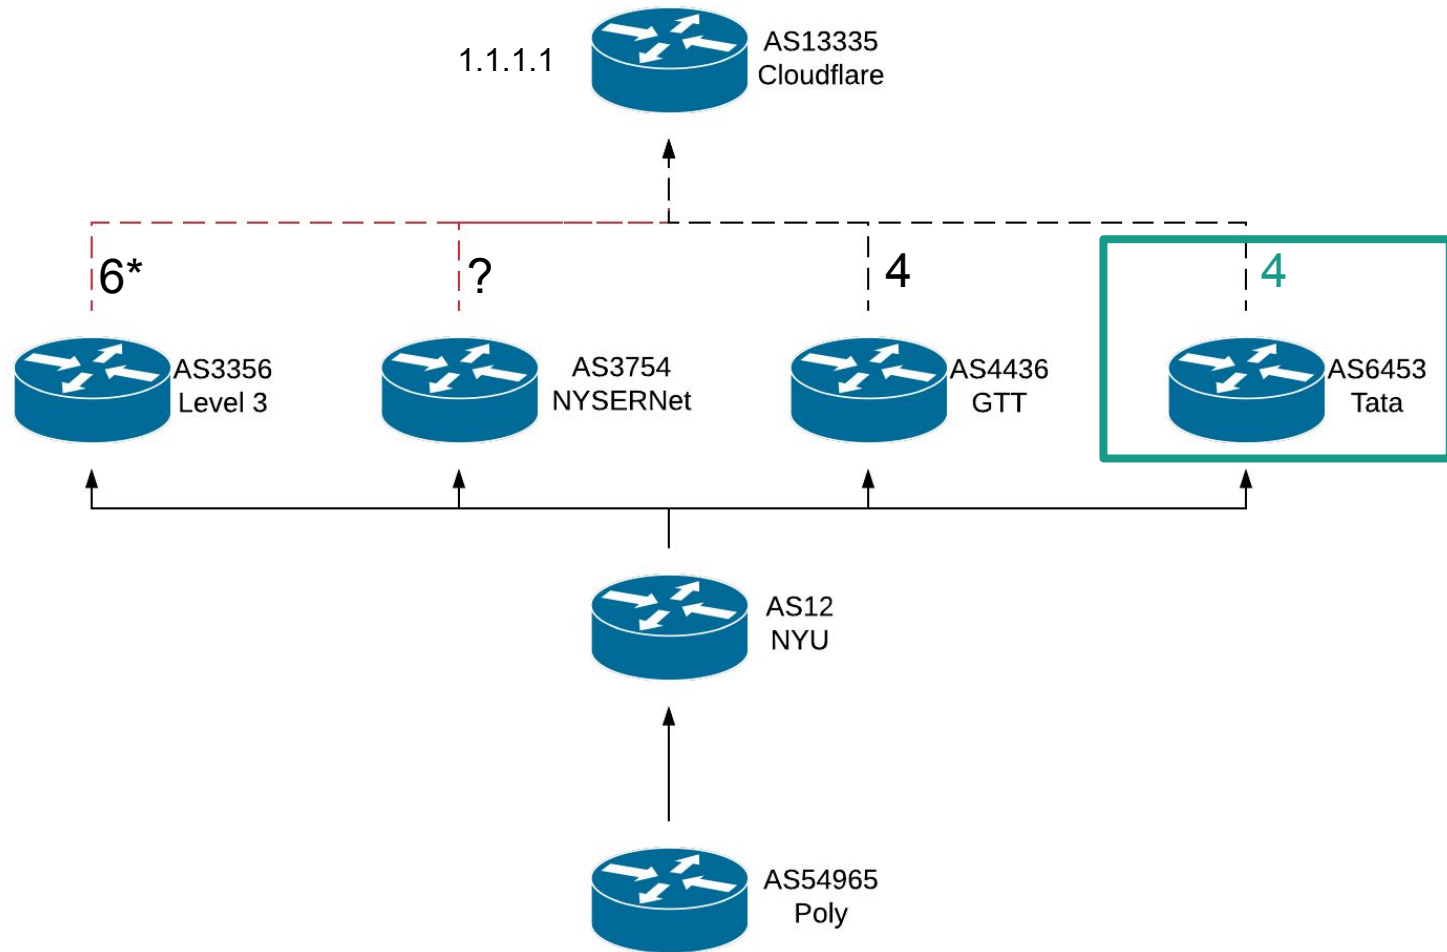 AS13335
Cloudflare
1.1.1.1
6*
?
4
4
AS3356
Level 3
AS3754
NYSERNet
AS4436
GTT
AS6453
Tata
AS12
NYU
AS54965
Poly